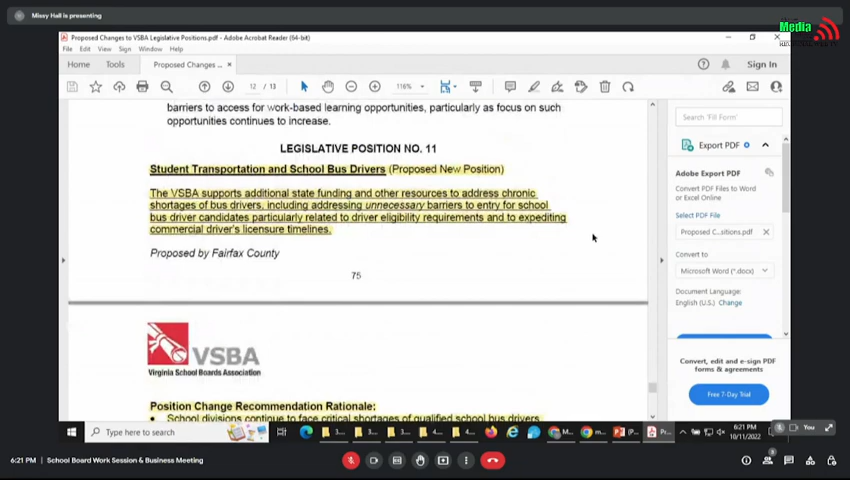 Missy Hall is presenting
Media
Proposed Changes to VSBA Legislative Positions.pdf - Adobe Acrobat Reader (64-bit)
File Edit View Sign Window Help
Home Tools Proposed Changes ... × Sign In
12 / 13 116%
barriers to access for work-based learning opportunities, particularly as focus on such
opportunities continues to increase.
LEGISLATIVE POSITION NO. 11
Student Transportation and School Bus Drivers (Proposed New Position)
The VSBA supports additional state funding and other resources to address chronic
shortages of bus drivers, including addressing unnecessary barriers to entry for school
bus driver candidates particularly related to driver eligibility requirements and to expediting
commercial driver's licensure timelines.
Proposed by Fairfax County
75
VSBA
Virginia School Boards Association
Position Change Recommendation Rationale:
• School divisions continue to face critical shortages of qualified school bus drivers
Search 'Fill Form'
Export PDF
Adobe Export PDF
Convert PDF Files to Word
or Excel Online
Select PDF File
Proposed C...sitions.pdf ×
Convert to
Microsoft Word (*.docx)
Document Language:
English (U.S.) Change
Convert, edit and e-sign PDF
forms & agreements
Free 7-Day Trial
Type here to search
3... 3... 3... 4... 4... M... m... (P... Pr...
6:21 PM
10/11/2022
You
6:21 PM | School Board Work Session & Business Meeting